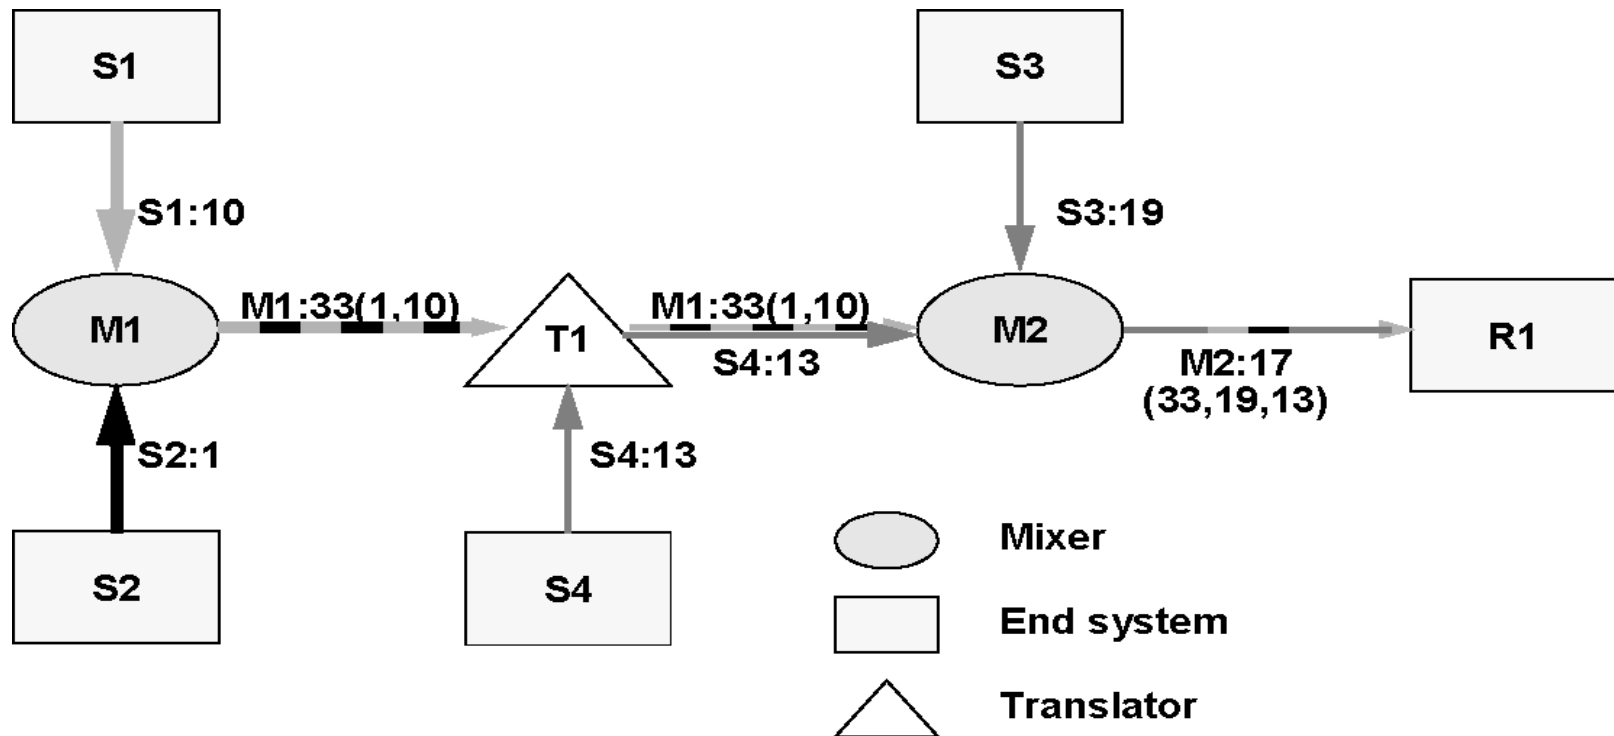 S1
S3
S1:10
S3:19
M1
M1:33(1,10)
T1
M1:33(1,10)
S4:13
M2
M2:17
(33,19,13)
R1
S2:1
S4:13
S2
S4
Mixer
End system
Translator